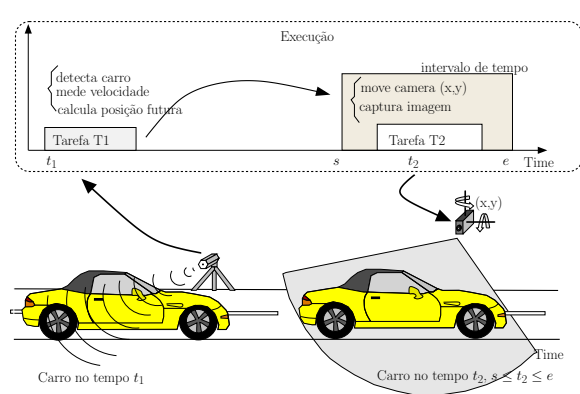 Execução
intervalo de tempo
detecta carro
mede velocidade
calcula posição futura
move camera (x,y)
captura imagem
Tarefa T1
Tarefa T2
t1
s
t2
e
Time
(x,y)
Time
Carro no tempo t1
Carro no tempo t2, s ≤ t2 ≤ e